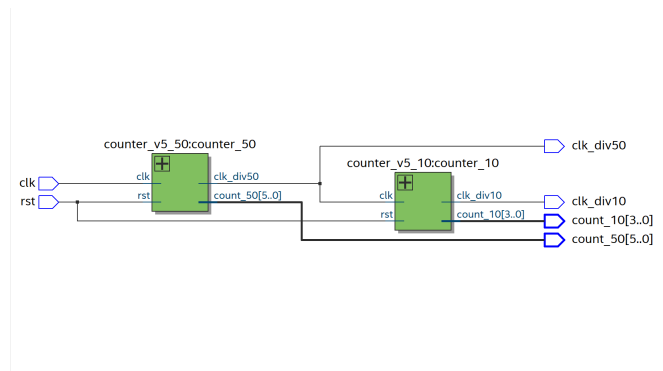 counter_v5_50:counter_50
clk
rst
clk
rst
clk_div50
count_50[5..0]
counter_v5_10:counter_10
clk
rst
clk_div10
count_10[3..0]
clk_div50
clk_div10
count_10[3..0]
count_50[5..0]